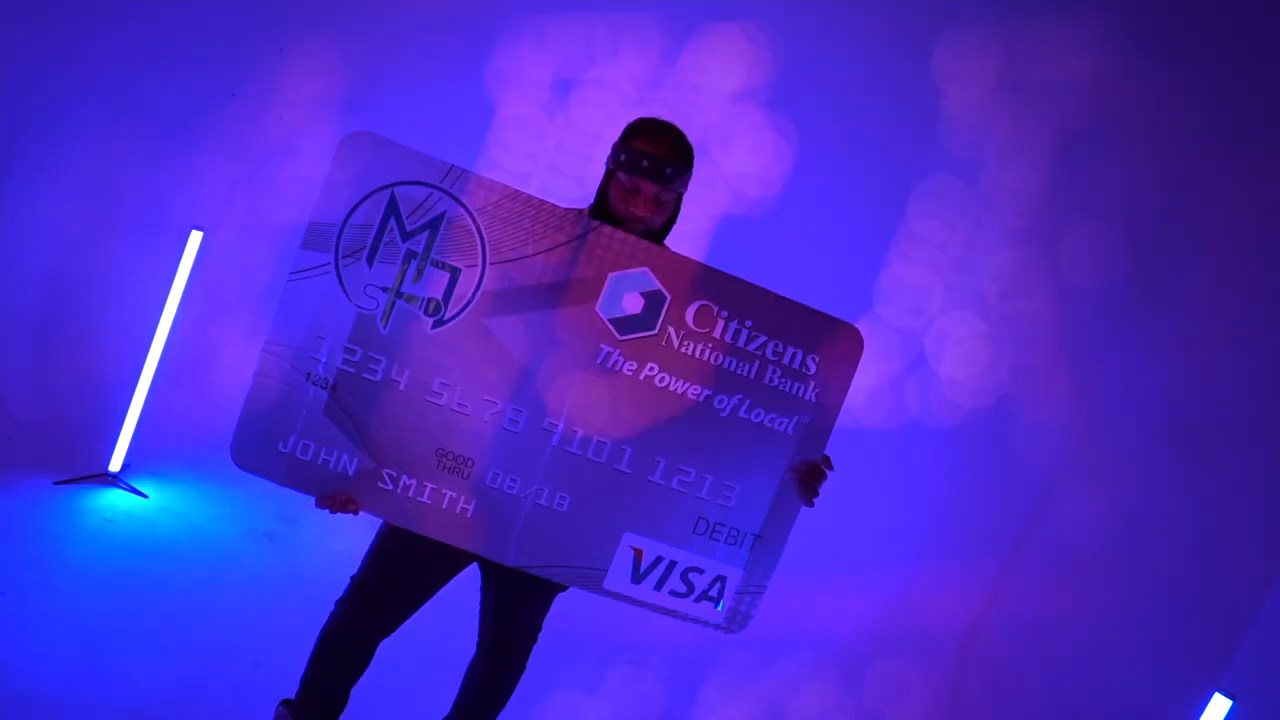 Citizens
National Bank
The Power of Local
1234 5678 9101 1213
1234
GOOD
THRU 08/18
JOHN SMITH
DEBIT
VISA